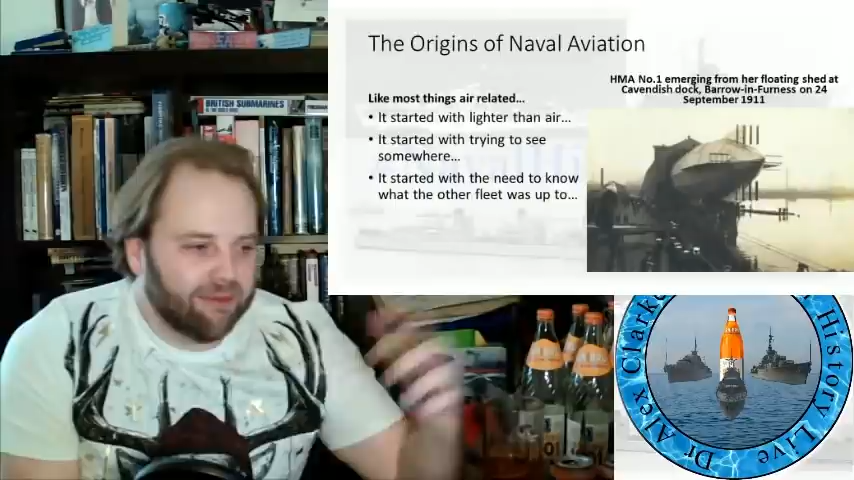 The Origins of Naval Aviation
HMA No.1 emerging from her floating shed at
Cavendish dock, Barrow-in-Furness on 24
September 1911
Like most things air related...
• It started with lighter than air...
• It started with trying to see
somewhere...
• It started with the need to know
what the other fleet was up to...
BRITISH SUBMARINES
Dr Alex Clarke
History Live